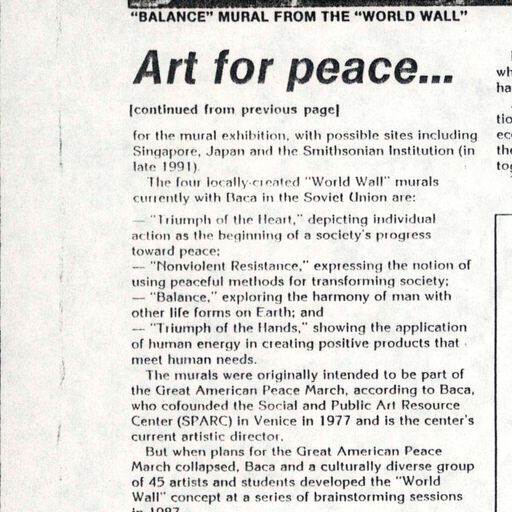 "BALANCE" MURAL FROM THE "WORLD WALL"
Art for peace...
[continued from previous page]
for the mural exhibition, with possible sites including
Singapore, Japan and the Smithsonian Institution (in
late 1991).
The four locally-created "World Wall" murals
currently with Baca in the Soviet Union are:
— "Triumph of the Heart," depicting individual
action as the beginning of a society's progress
toward peace;
— "Nonviolent Resistance," expressing the notion of
using peaceful methods for transforming society;
— "Balance," exploring the harmony of man with
other life forms on Earth; and
— "Triumph of the Hands," showing the application
of human energy in creating positive products that
meet human needs.
The murals were originally intended to be part of
the Great American Peace March, according to Baca,
who cofounded the Social and Public Art Resource
Center (SPARC) in Venice in 1977 and is the center's
current artistic director.
But when plans for the Great American Peace
March collapsed, Baca and a culturally diverse group
of 45 artists and students developed the "World
Wall" concept at a series of brainstorming sessions
in 1987
wh
ha
tio
ec
the
tog